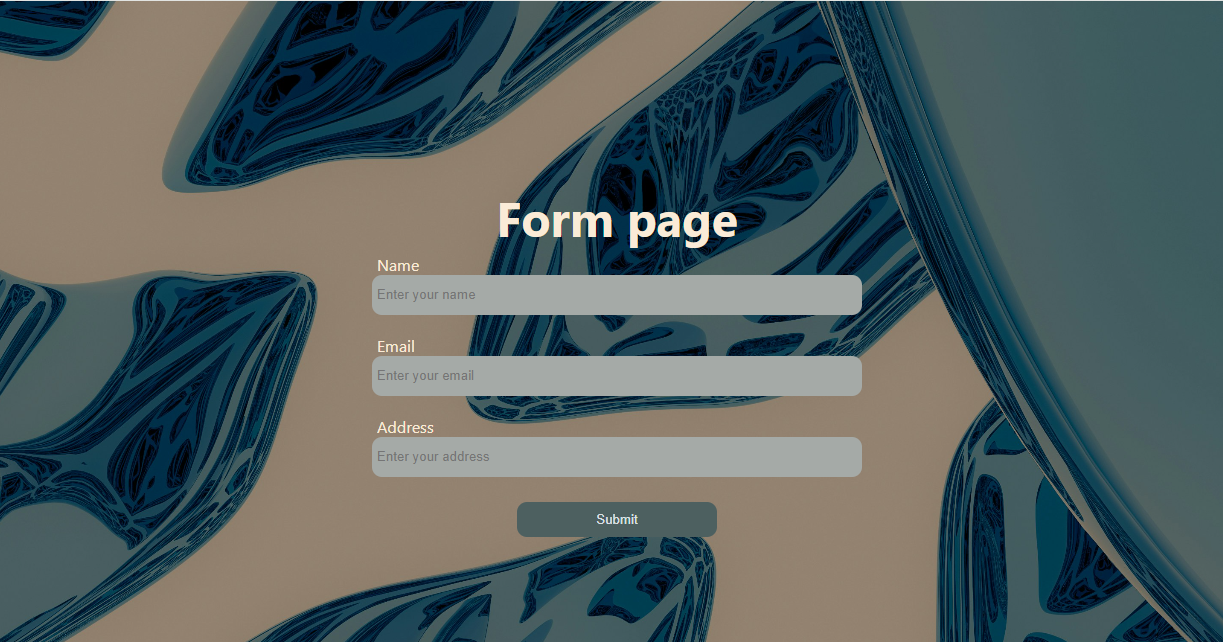 Form page
Name
Enter your name
Email
Enter your email
Address
Enter your address
Submit